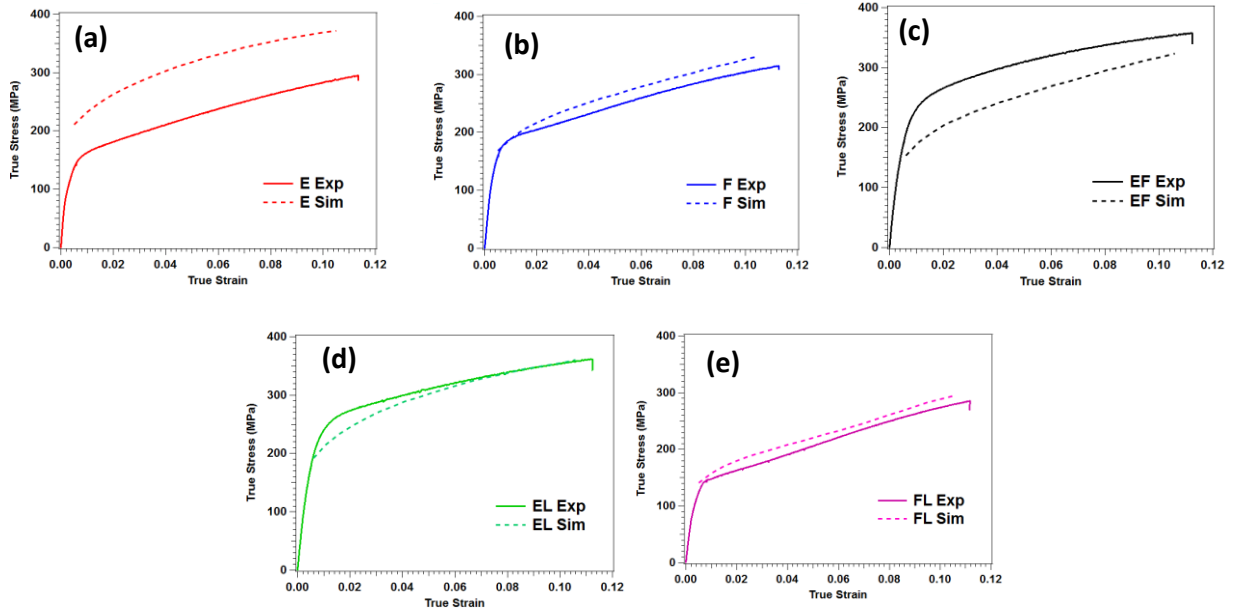 (a)
400
300
200
100
0
True Stress (MPa)
E Exp
E Sim
0.00 0.02 0.04 0.06 0.08 0.10 0.12
True Strain
(b)
400
300
200
100
0
True Stress (MPa)
F Exp
F Sim
0.00 0.02 0.04 0.06 0.08 0.10 0.12
True Strain
(c)
400
300
200
100
0
True Stress (MPa)
EF Exp
EF Sim
0.00 0.02 0.04 0.06 0.08 0.10 0.12
True Strain
(d)
400
300
200
100
0
True Stress (MPa)
EL Exp
EL Sim
0.00 0.02 0.04 0.06 0.08 0.10 0.12
True Strain
(e)
400
300
200
100
0
True Stress (MPa)
FL Exp
FL Sim
0.00 0.02 0.04 0.06 0.08 0.10 0.12
True Strain